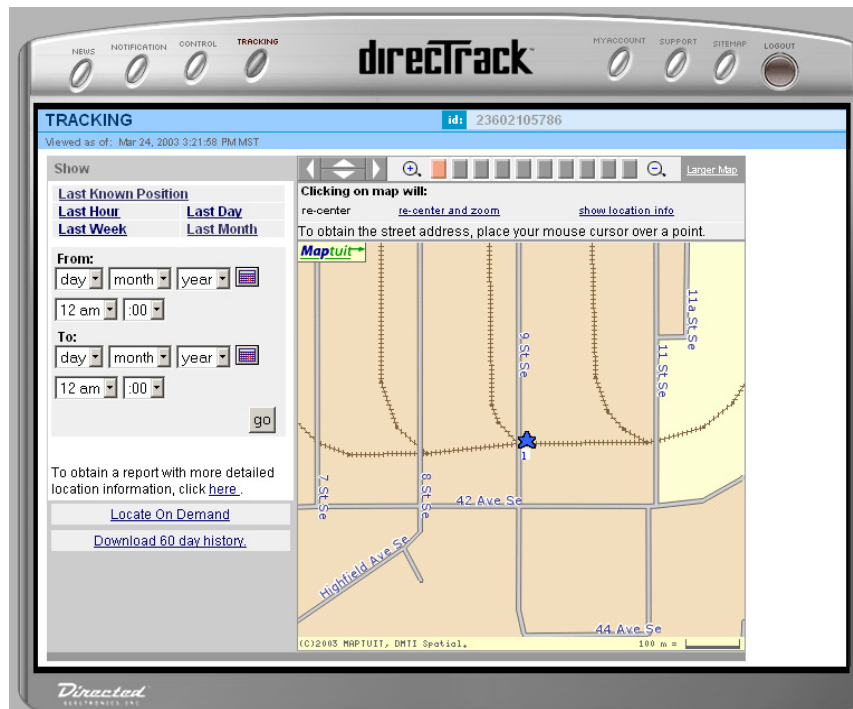 NEWS NOTIFICATION CONTROL TRACKING
direcTrack
MYACCOUNT SUPPORT SITEMAP LOGOUT
TRACKING
id: 23602105786
Viewed as of: Mar 24, 2003 3:21:58 PM MST
Show
Last Known Position
Last Hour Last Day
Last Week Last Month
From:
day month year
12 am :00
To:
day month year
12 am :00
go
To obtain a report with more detailed
location information, click here .
Locate On Demand
Download 60 day history.
Larger Map
Clicking on map will:
re-center re-center and zoom show location info
To obtain the street address, place your mouse cursor over a point.
Maptuit
11a St Se
9 St Se
11 St Se
1
7 St Se
8 St Se
42 Ave Se
Highfield Ave Se
44 Ave Se
(C)2003 MAPTUIT, DMTI Spatial.
100 m =
Directed
ELECTRONICS, INC.